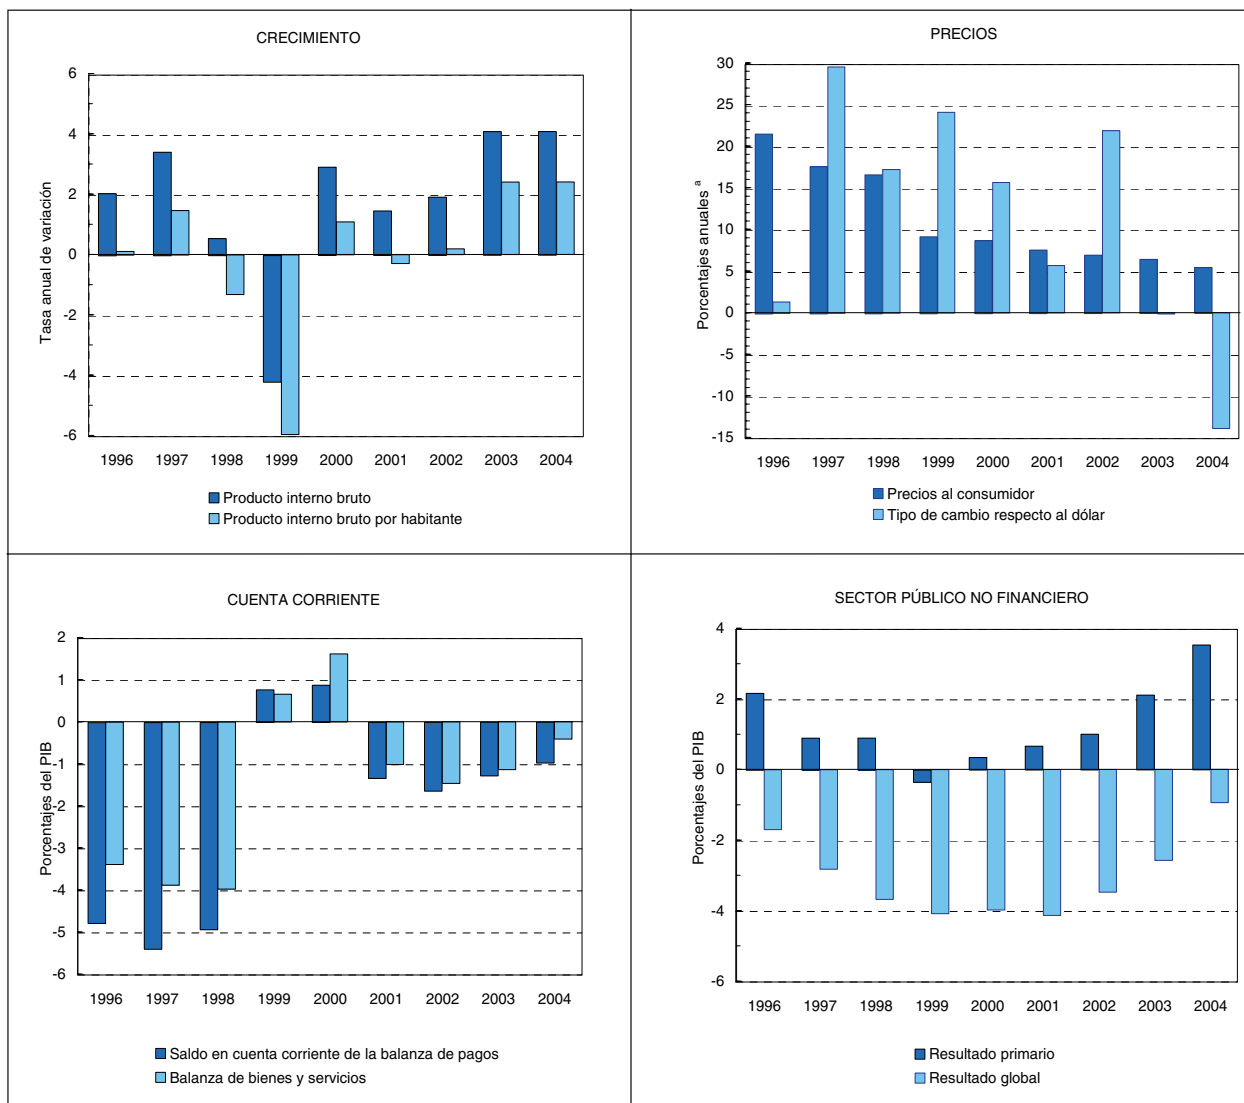 CRECIMIENTO
Tasa anual de variación
6
4
2
0
-2
-4
-6
1996 1997 1998 1999 2000 2001 2002 2003 2004
Producto interno bruto
Producto interno bruto por habitante
PRECIOS
Porcentajes anuales a
30
25
20
15
10
5
0
-5
-10
-15
1996 1997 1998 1999 2000 2001 2002 2003 2004
Precios al consumidor
Tipo de cambio respecto al dólar
CUENTA CORRIENTE
Porcentajes del PIB
2
1
0
-1
-2
-3
-4
-5
-6
1996 1997 1998 1999 2000 2001 2002 2003 2004
Saldo en cuenta corriente de la balanza de pagos
Balanza de bienes y servicios
SECTOR PÚBLICO NO FINANCIERO
Porcentajes del PIB
4
2
0
-2
-4
-6
1996 1997 1998 1999 2000 2001 2002 2003 2004
Resultado primario
Resultado global